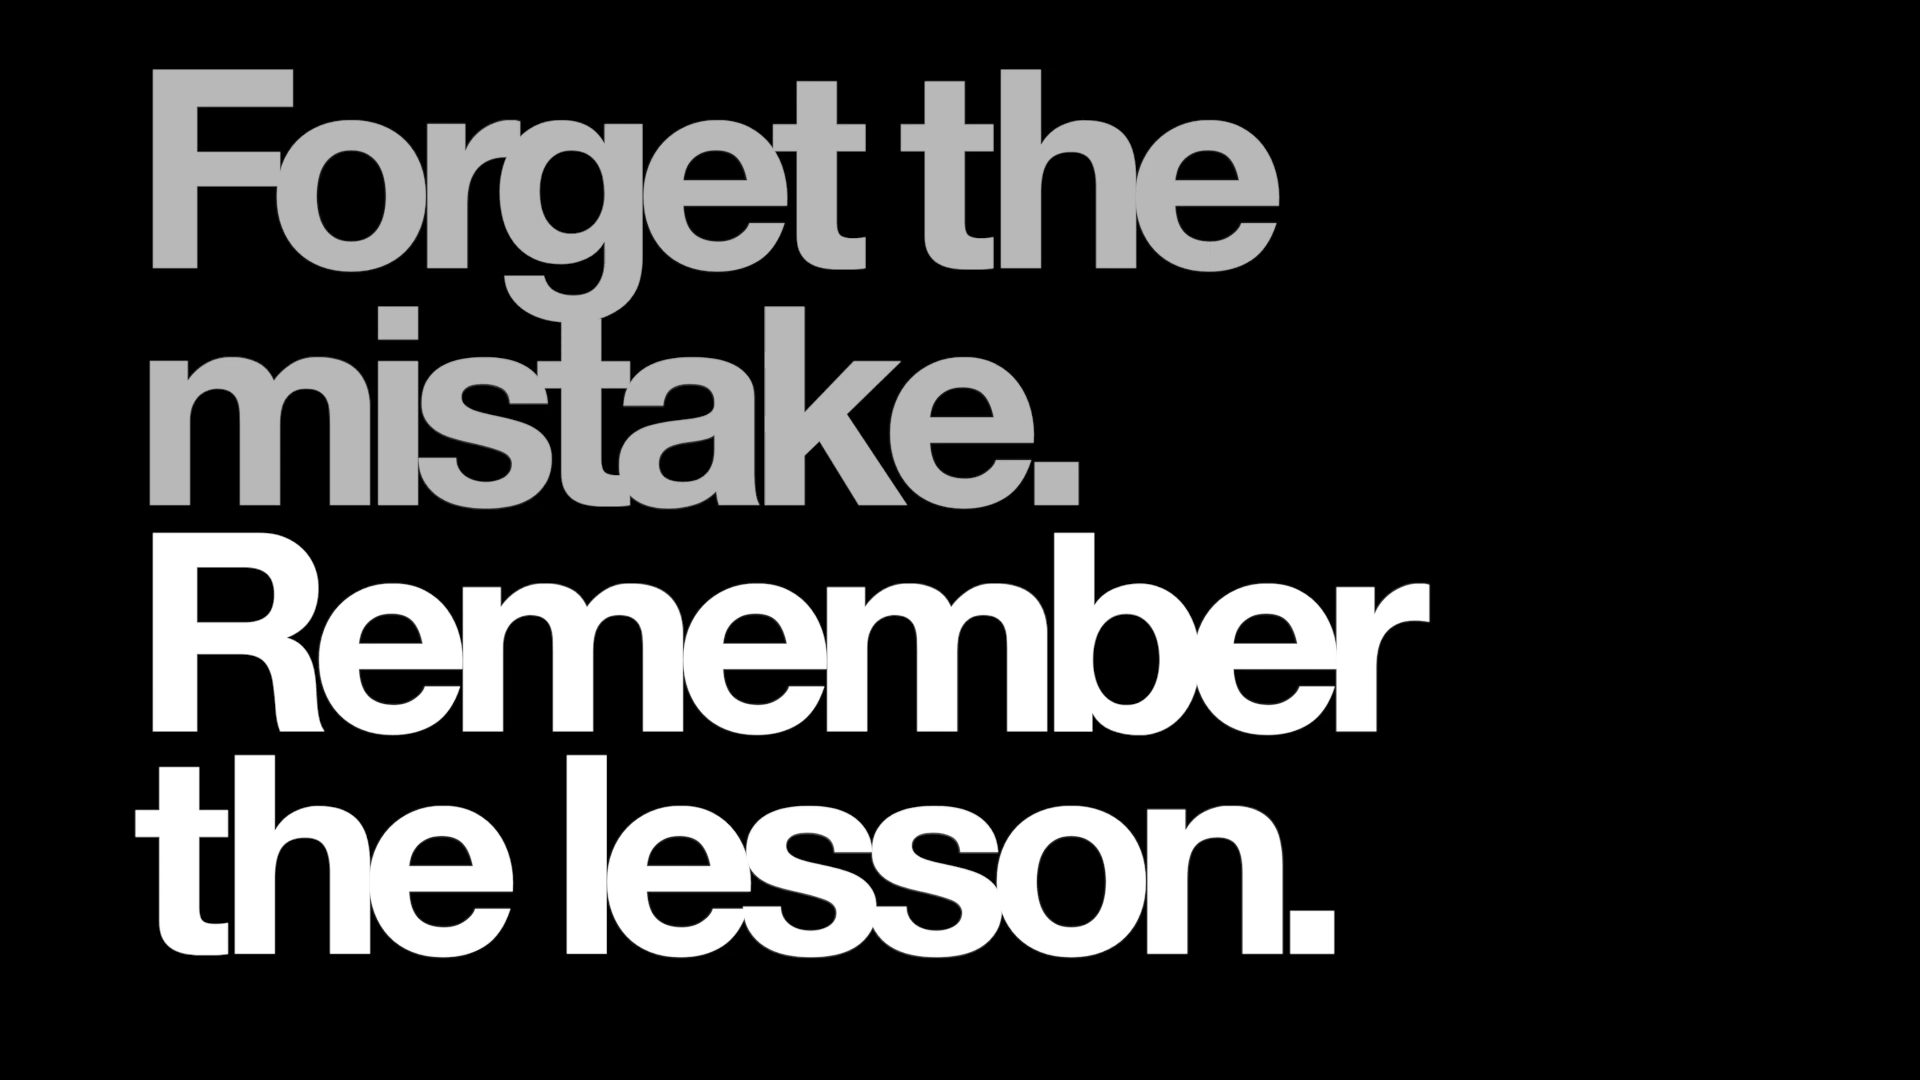 Forget the
mistake.
Remember
the lesson.